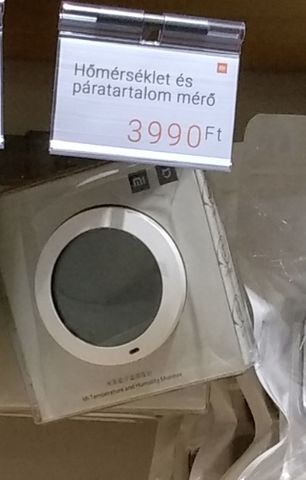 Hőmérséklet és
páratartalom mérő
3990 Ft
Mi Temperature and Humidity Monitor